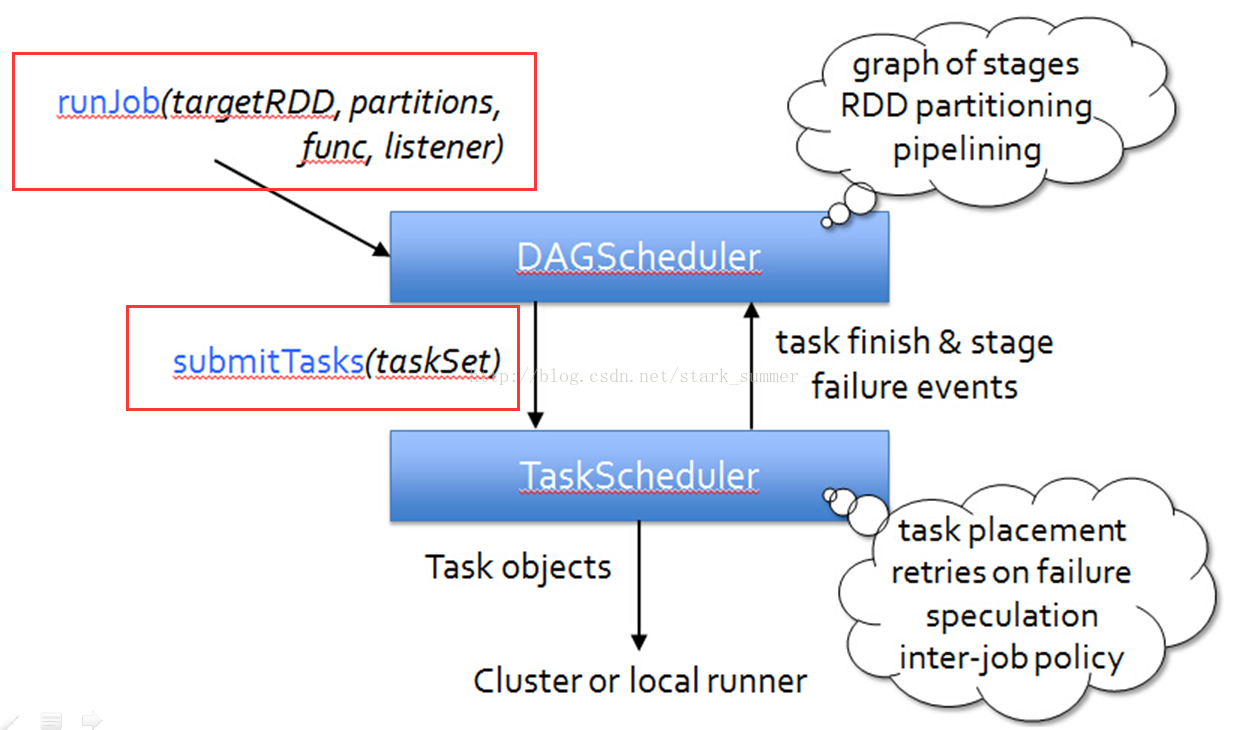 runJob(targetRDD, partitions,
func, listener)
graph of stages
RDD partitioning
pipelining
DAGScheduler
submitTasks(taskSet)
http://blog.csdn.net/stark_summer
task finish & stage
failure events
TaskScheduler
Task objects
task placement
retries on failure
speculation
inter-job policy
Cluster or local runner